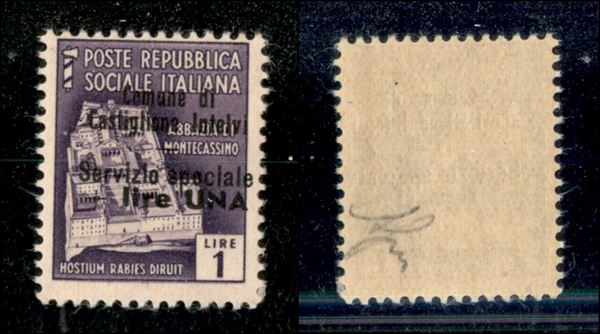 POSTE REPUBBLICA
SOCIALE ITALIANA
Comune di
Castiglione Intelvi
ABBAZIA DI
MONTECASSINO
Servizio speciale
lire UNA
LIRE
1
HOSTIUM RABIES DIRUIT